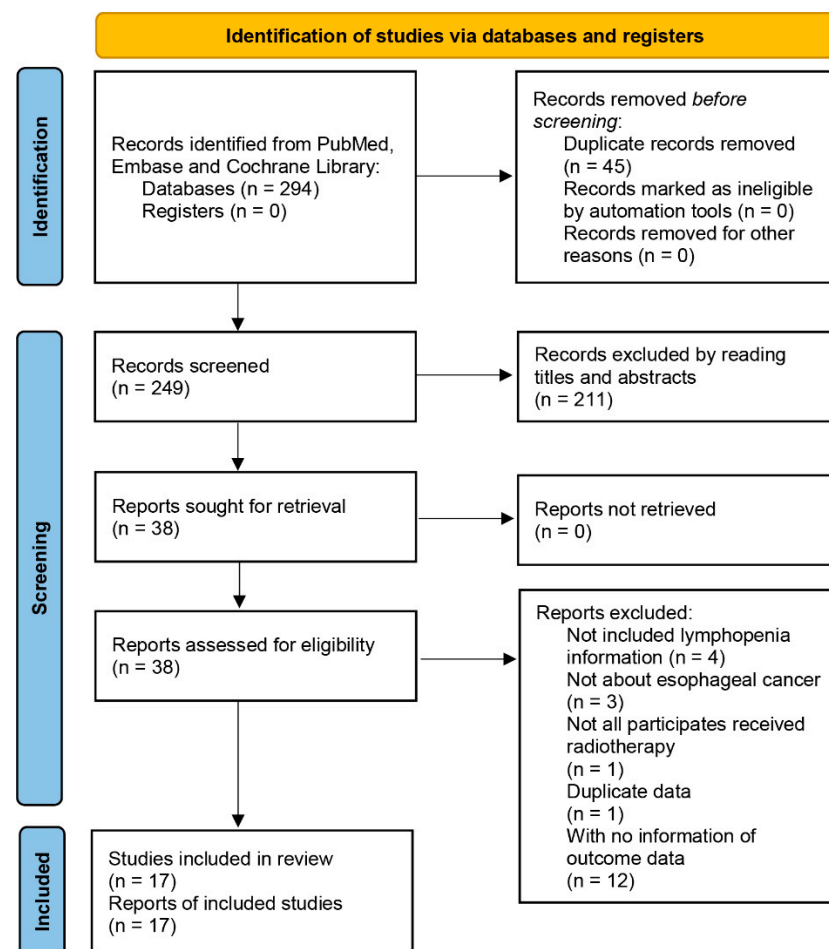 Identification of studies via databases and registers
Identification
Records identified from PubMed,
Embase and Cochrane Library:
Databases (n = 294)
Registers (n = 0)
Records removed before
screening:
Duplicate records removed
(n = 45)
Records marked as ineligible
by automation tools (n = 0)
Records removed for other
reasons (n = 0)
Screening
Records screened
(n = 249)
Records excluded by reading
titles and abstracts
(n = 211)
Reports sought for retrieval
(n = 38)
Reports not retrieved
(n = 0)
Reports assessed for eligibility
(n = 38)
Reports excluded:
Not included lymphopenia
information (n = 4)
Not about esophageal cancer
(n = 3)
Not all participates received
radiotherapy
(n = 1)
Duplicate data
(n = 1)
With no information of
outcome data
(n = 12)
Included
Studies included in review
(n = 17)
Reports of included studies
(n = 17)